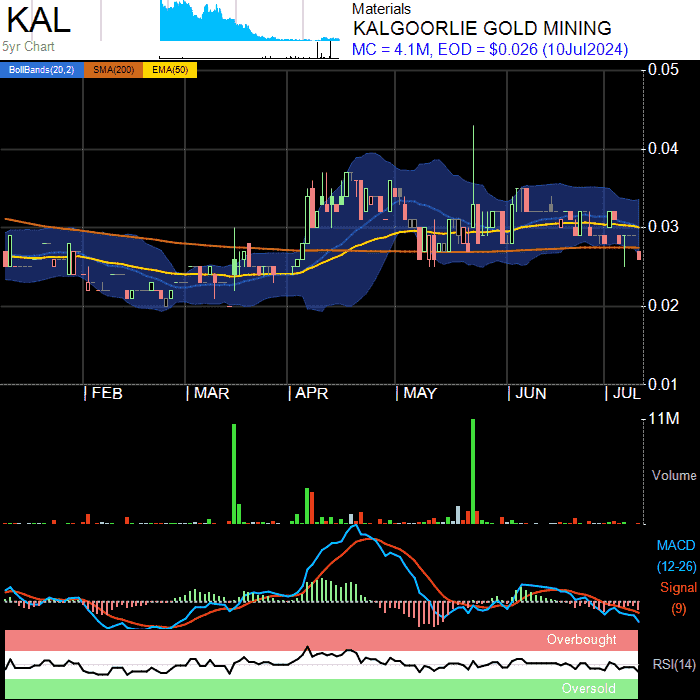 KAL
5yr Chart
Materials
KALGOORLIE GOLD MINING
MC = 4.1M, EOD = $0.026 (10Jul2024)
BollBands(20,2) SMA(200) EMA(50)
0.05
0.04
0.03
0.02
0.01
FEB MAR APR MAY JUN JUL
11M
Volume
MACD
(12-26)
Signal
(9)
Overbought
RSI(14)
Oversold